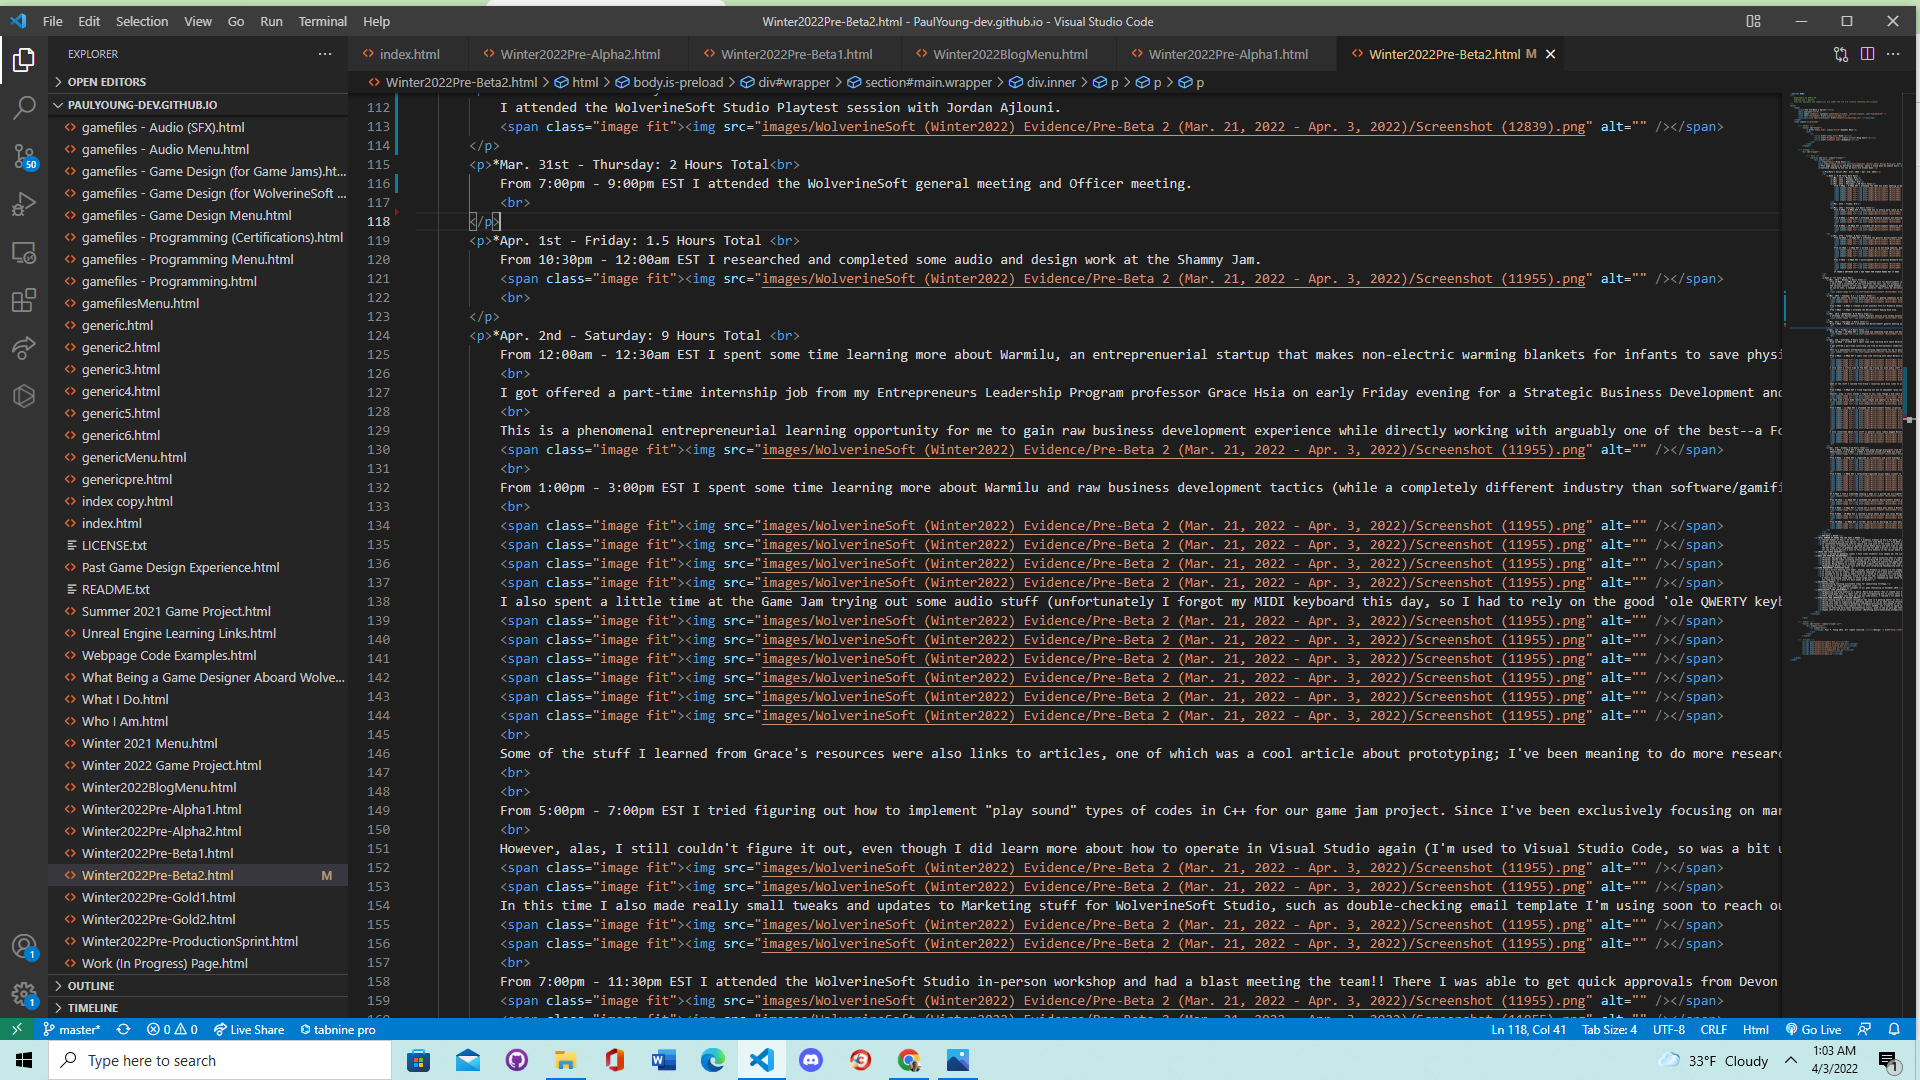 File Edit Selection View Go Run Terminal Help
Winter2022Pre-Beta2.html - PaulYoung-dev.github.io - Visual Studio Code
EXPLORER
OPEN EDITORS
PAULYOUNG-DEV.GITHUB.IO
gamefiles - Audio (SFX).html
gamefiles - Audio Menu.html
gamefiles - Game Design (for Game Jams).ht...
gamefiles - Game Design (for WolverineSoft ...
gamefiles - Game Design Menu.html
gamefiles - Programming (Certifications).html
gamefiles - Programming Menu.html
gamefiles - Programming.html
gamefilesMenu.html
generic.html
generic2.html
generic3.html
generic4.html
generic5.html
generic6.html
genericMenu.html
genericpre.html
index copy.html
index.html
LICENSE.txt
Past Game Design Experience.html
README.txt
Summer 2021 Game Project.html
Unreal Engine Learning Links.html
Webpage Code Examples.html
What Being a Game Designer Aboard Wolve...
What I Do.html
Who I Am.html
Winter 2021 Menu.html
Winter 2022 Game Project.html
Winter2022BlogMenu.html
Winter2022Pre-Alpha1.html
Winter2022Pre-Alpha2.html
Winter2022Pre-Beta1.html
Winter2022Pre-Beta2.html M
Winter2022Pre-Gold1.html
Winter2022Pre-Gold2.html
Winter2022Pre-ProductionSprint.html
Work (In Progress) Page.html
OUTLINE
TIMELINE
50
1
1
index.html Winter2022Pre-Alpha2.html Winter2022Pre-Beta1.html Winter2022BlogMenu.html Winter2022Pre-Alpha1.html Winter2022Pre-Beta2.html M
Winter2022Pre-Beta2.html > html > body.is-preload > div#wrapper > section#main.wrapper > div.inner > p > p > p
112 I attended the WolverineSoft Studio Playtest session with Jordan Ajlouni.
113 <span class="image fit"><img src="images/WolverineSoft (Winter2022) Evidence/Pre-Beta 2 (Mar. 21, 2022 - Apr. 3, 2022)/Screenshot (12839).png" alt="" /></span>
114 </p>
115 <p>*Mar. 31st - Thursday: 2 Hours Total<br>
116 From 7:00pm - 9:00pm EST I attended the WolverineSoft general meeting and Officer meeting.
117 <br>
118 </p>
119 <p>*Apr. 1st - Friday: 1.5 Hours Total <br>
120 From 10:30pm - 12:00am EST I researched and completed some audio and design work at the Shammy Jam.
121 <span class="image fit"><img src="images/WolverineSoft (Winter2022) Evidence/Pre-Beta 2 (Mar. 21, 2022 - Apr. 3, 2022)/Screenshot (11955).png" alt="" /></span>
122 <br>
123 </p>
124 <p>*Apr. 2nd - Saturday: 9 Hours Total <br>
125 From 12:00am - 12:30am EST I spent some time learning more about Warmilu, an entreprenuerial startup that makes non-electric warming blankets for infants to save physi
126 <br>
127 I got offered a part-time internship job from my Entrepreneurs Leadership Program professor Grace Hsia on early Friday evening for a Strategic Business Development and
128 <br>
129 This is a phenomenal entrepreneurial learning opportunity for me to gain raw business development experience while directly working with arguably one of the best--a Fo
130 <span class="image fit"><img src="images/WolverineSoft (Winter2022) Evidence/Pre-Beta 2 (Mar. 21, 2022 - Apr. 3, 2022)/Screenshot (11955).png" alt="" /></span>
131 <br>
132 From 1:00pm - 3:00pm EST I spent some time learning more about Warmilu and raw business development tactics (while a completely different industry than software/gamifi
133 <br>
134 <span class="image fit"><img src="images/WolverineSoft (Winter2022) Evidence/Pre-Beta 2 (Mar. 21, 2022 - Apr. 3, 2022)/Screenshot (11955).png" alt="" /></span>
135 <span class="image fit"><img src="images/WolverineSoft (Winter2022) Evidence/Pre-Beta 2 (Mar. 21, 2022 - Apr. 3, 2022)/Screenshot (11955).png" alt="" /></span>
136 <span class="image fit"><img src="images/WolverineSoft (Winter2022) Evidence/Pre-Beta 2 (Mar. 21, 2022 - Apr. 3, 2022)/Screenshot (11955).png" alt="" /></span>
137 <span class="image fit"><img src="images/WolverineSoft (Winter2022) Evidence/Pre-Beta 2 (Mar. 21, 2022 - Apr. 3, 2022)/Screenshot (11955).png" alt="" /></span>
138 I also spent a little time at the Game Jam trying out some audio stuff (unfortunately I forgot my MIDI keyboard this day, so I had to rely on the good 'ole QWERTY keyb
139 <span class="image fit"><img src="images/WolverineSoft (Winter2022) Evidence/Pre-Beta 2 (Mar. 21, 2022 - Apr. 3, 2022)/Screenshot (11955).png" alt="" /></span>
140 <span class="image fit"><img src="images/WolverineSoft (Winter2022) Evidence/Pre-Beta 2 (Mar. 21, 2022 - Apr. 3, 2022)/Screenshot (11955).png" alt="" /></span>
141 <span class="image fit"><img src="images/WolverineSoft (Winter2022) Evidence/Pre-Beta 2 (Mar. 21, 2022 - Apr. 3, 2022)/Screenshot (11955).png" alt="" /></span>
142 <span class="image fit"><img src="images/WolverineSoft (Winter2022) Evidence/Pre-Beta 2 (Mar. 21, 2022 - Apr. 3, 2022)/Screenshot (11955).png" alt="" /></span>
143 <span class="image fit"><img src="images/WolverineSoft (Winter2022) Evidence/Pre-Beta 2 (Mar. 21, 2022 - Apr. 3, 2022)/Screenshot (11955).png" alt="" /></span>
144 <span class="image fit"><img src="images/WolverineSoft (Winter2022) Evidence/Pre-Beta 2 (Mar. 21, 2022 - Apr. 3, 2022)/Screenshot (11955).png" alt="" /></span>
145 <br>
146 Some of the stuff I learned from Grace's resources were also links to articles, one of which was a cool article about prototyping; I've been meaning to do more researc
147 <br>
148 <br>
149 From 5:00pm - 7:00pm EST I tried figuring out how to implement "play sound" types of codes in C++ for our game jam project. Since I've been exclusively focusing on mar
150 <br>
151 However, alas, I still couldn't figure it out, even though I did learn more about how to operate in Visual Studio again (I'm used to Visual Studio Code, so was a bit u
152 <span class="image fit"><img src="images/WolverineSoft (Winter2022) Evidence/Pre-Beta 2 (Mar. 21, 2022 - Apr. 3, 2022)/Screenshot (11955).png" alt="" /></span>
153 <span class="image fit"><img src="images/WolverineSoft (Winter2022) Evidence/Pre-Beta 2 (Mar. 21, 2022 - Apr. 3, 2022)/Screenshot (11955).png" alt="" /></span>
154 In this time I also made really small tweaks and updates to Marketing stuff for WolverineSoft Studio, such as double-checking email template I'm using soon to reach ou
155 <span class="image fit"><img src="images/WolverineSoft (Winter2022) Evidence/Pre-Beta 2 (Mar. 21, 2022 - Apr. 3, 2022)/Screenshot (11955).png" alt="" /></span>
156 <span class="image fit"><img src="images/WolverineSoft (Winter2022) Evidence/Pre-Beta 2 (Mar. 21, 2022 - Apr. 3, 2022)/Screenshot (11955).png" alt="" /></span>
157 <br>
158 From 7:00pm - 11:30pm EST I attended the WolverineSoft Studio in-person workshop and had a blast meeting the team!! There I was able to get quick approvals from Devon
159 <span class="image fit"><img src="images/WolverineSoft (Winter2022) Evidence/Pre-Beta 2 (Mar. 21, 2022 - Apr. 3, 2022)/Screenshot (11955).png" alt="" /></span>
master* 0 0 Live Share tabnine pro Ln 118, Col 41 Tab Size: 4 UTF-8 CRLF Html Go Live
Type here to search
33°F Cloudy
1:03 AM
4/3/2022
1